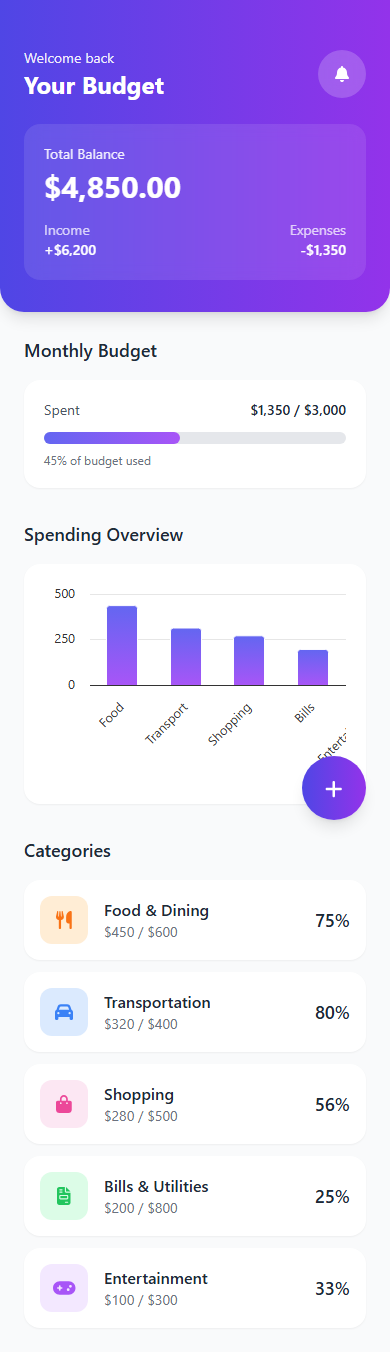 Welcome back
Your Budget
Total Balance
$4,850.00
Income Expenses
+$6,200 -$1,350
Monthly Budget
Spent $1,350 / $3,000
45% of budget used
Spending Overview
500
250
0
Food Transport Shopping Bills
Categories
Food & Dining
$450 / $600
75%
Transportation
$320 / $400
80%
Shopping
$280 / $500
56%
Bills & Utilities
$200 / $800
25%
Entertainment
$100 / $300
33%